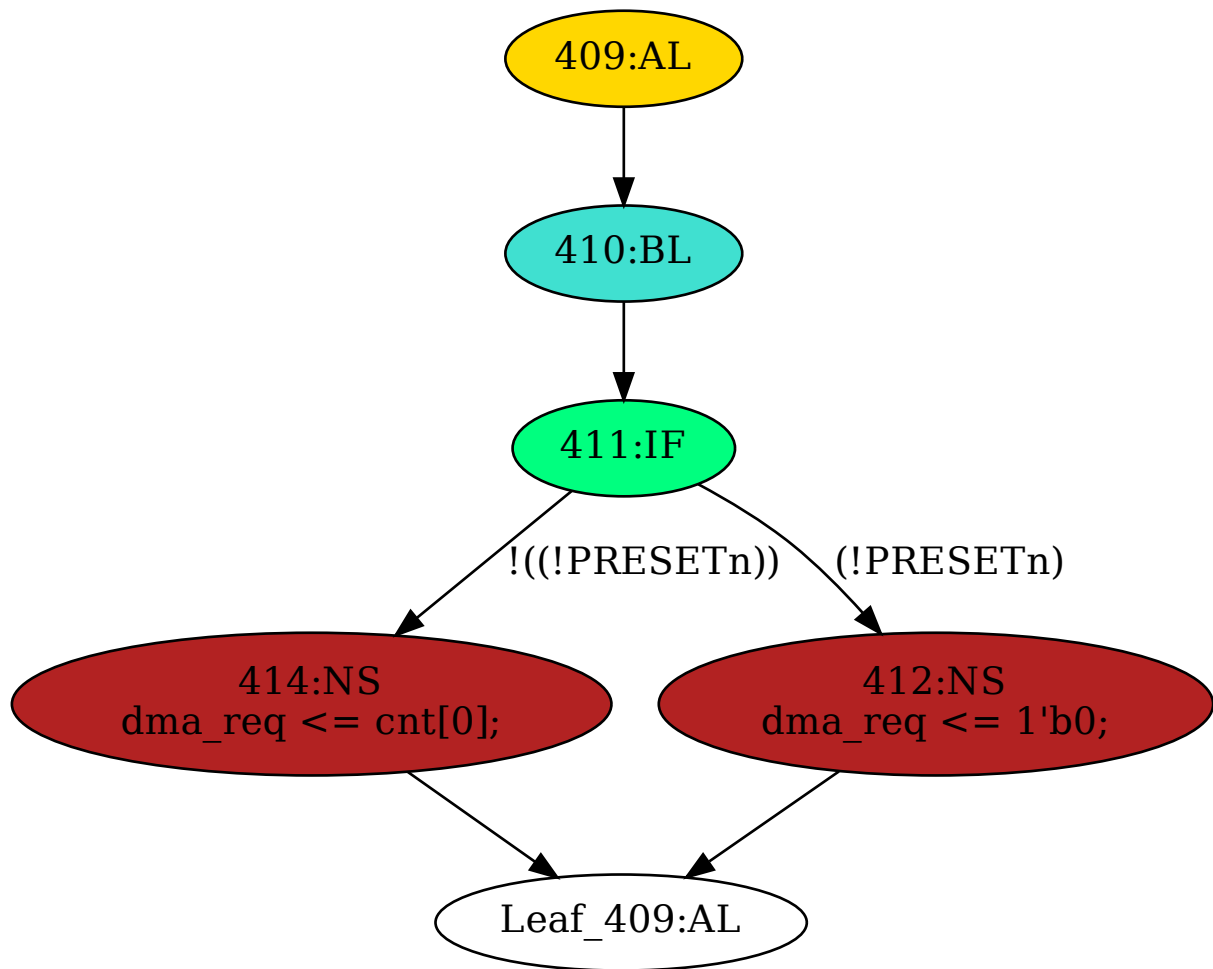 409:AL
410:BL
411:IF
!((!PRESETn))
(!PRESETn)
414:NS
dma_req <= cnt[0];
412:NS
dma_req <= 1'b0;
Leaf_409:AL